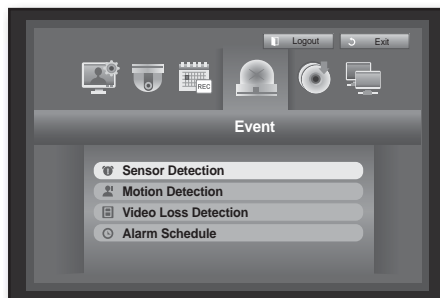 Logout Exit
REC
Event
Sensor Detection
Motion Detection
Video Loss Detection
Alarm Schedule